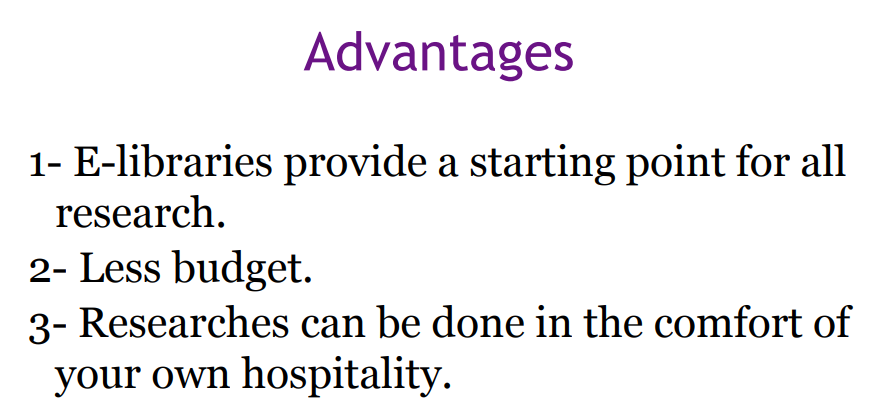 Advantages
1- E-libraries provide a starting point for all
research.
2- Less budget.
3- Researches can be done in the comfort of
your own hospitality.